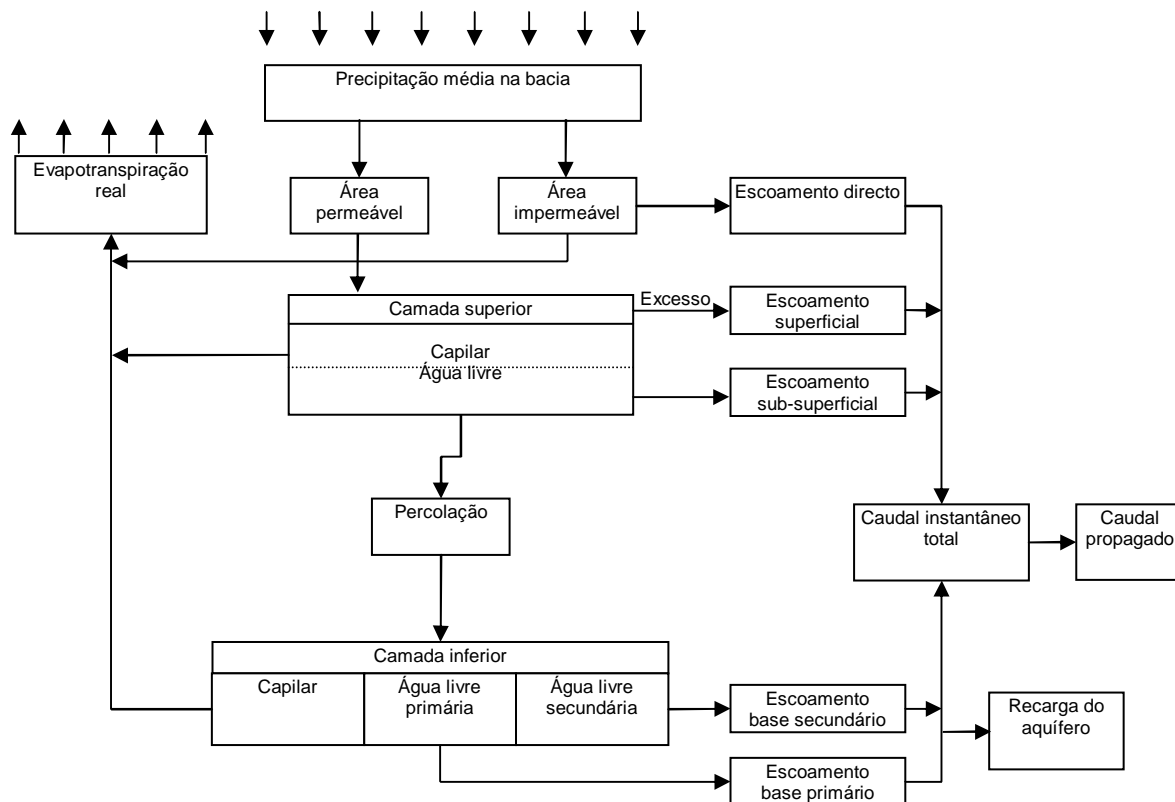 Precipitação média na bacia
Evapotranspiração
real
Área
permeável
Área
impermeável
Escoamento directo
Camada superior
Excesso
Escoamento
superficial
Capilar
Água livre
Escoamento
sub-superficial
Percolação
Caudal instantâneo
total
Caudal
propagado
Camada inferior
Capilar
Água livre
primária
Água livre
secundária
Escoamento
base secundário
Recarga do
aquífero
Escoamento
base primário